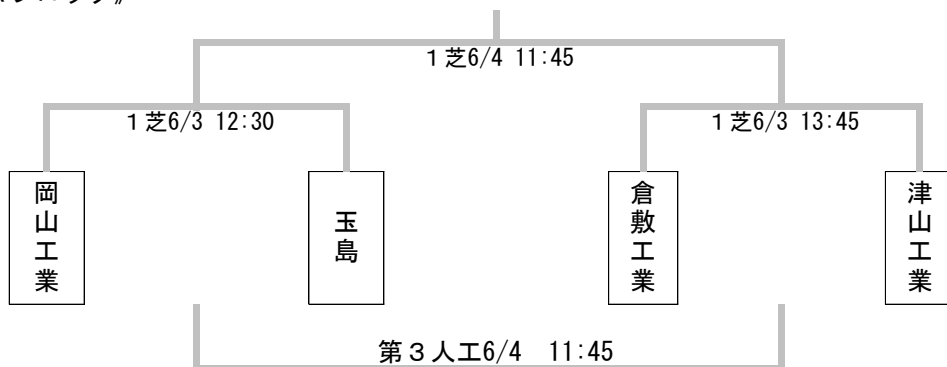 １芝6/4 11:45
１芝6/3 12:30
１芝6/3 13:45
岡山工業
玉島
倉敷工業
津山工業
第３人工6/4 11:45